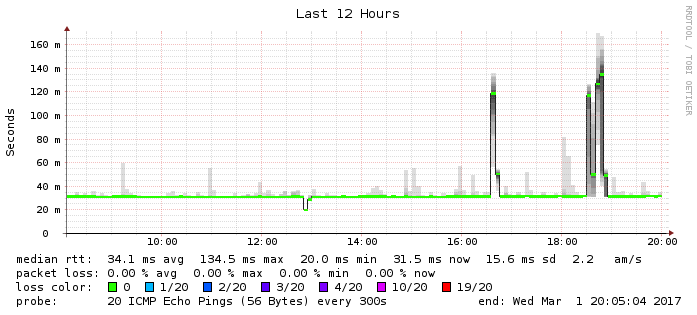 Last 12 Hours
RRDTOOL / TOBI OETIKER
Seconds
160 m
140 m
120 m
100 m
80 m
60 m
40 m
20 m
0
10:00 12:00 14:00 16:00 18:00 20:00
median rtt: 34.1 ms avg 134.5 ms max 20.0 ms min 31.5 ms now 15.6 ms sd 2.2 am/s
packet loss: 0.00 % avg 0.00 % max 0.00 % min 0.00 % now
loss color: 0 1/20 2/20 3/20 4/20 10/20 19/20
probe: 20 ICMP Echo Pings (56 Bytes) every 300s end: Wed Mar 1 20:05:04 2017